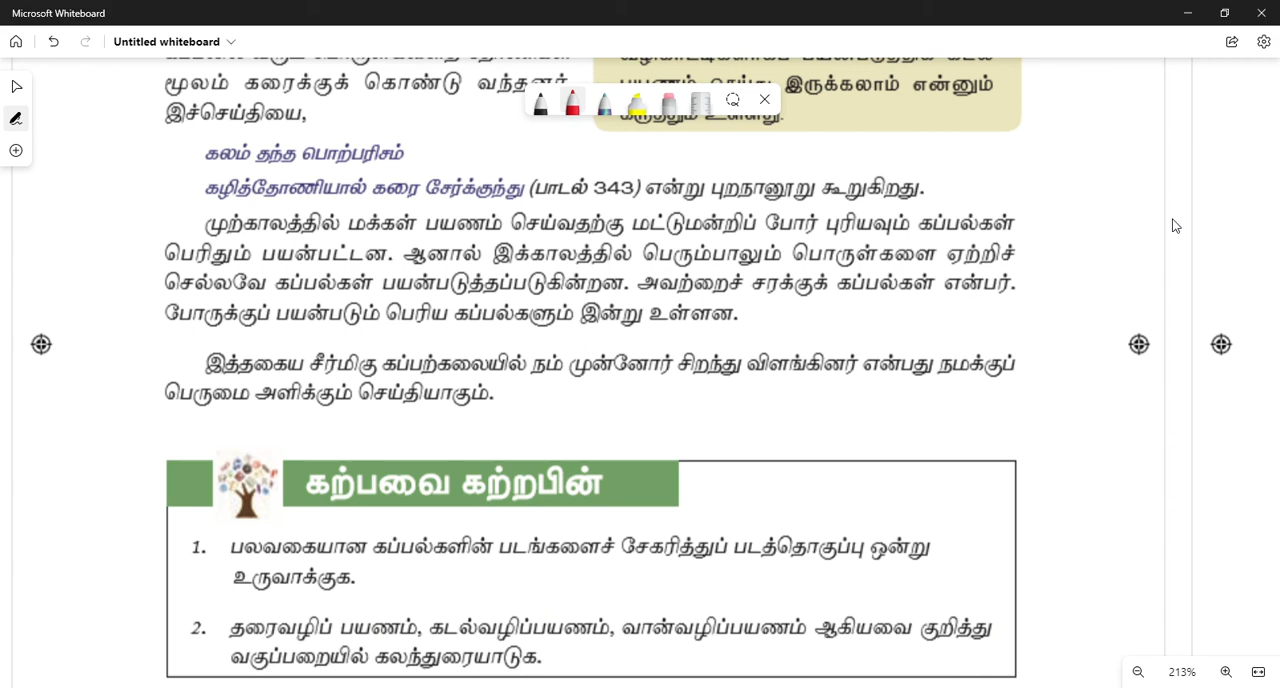 Microsoft Whiteboard
Untitled whiteboard
மூலம் கரைக்குக் கொண்டு வந்தனர்
இச்செய்தியை,
இருக்கலாம் என்னும்
கலம் தந்த பொற்பரிசம்
கழித்தோணியால் கரை சேர்க்குந்து (பாடல் 343) என்று புறநானூறு கூறுகிறது.
முற்காலத்தில் மக்கள் பயணம் செய்வதற்கு மட்டுமன்றிப் போர் புரியவும் கப்பல்கள்
பெரிதும் பயன்பட்டன. ஆனால் இக்காலத்தில் பெரும்பாலும் பொருள்களை ஏற்றிச்
செல்லவே கப்பல்கள் பயன்படுத்தப்படுகின்றன. அவற்றைச் சரக்குக் கப்பல்கள் என்பர்.
போருக்குப் பயன்படும் பெரிய கப்பல்களும் இன்று உள்ளன.
இத்தகைய சீர்மிகு கப்பற்கலையில் நம் முன்னோர் சிறந்து விளங்கினர் என்பது நமக்குப்
பெருமை அளிக்கும் செய்தியாகும்.
கற்பவை கற்றபின்
1. பலவகையான கப்பல்களின் படங்களைச் சேகரித்துப் படத்தொகுப்பு ஒன்று
உருவாக்குக.
2. தரைவழிப் பயணம், கடல்வழிப்பயணம், வான்வழிப்பயணம் ஆகியவை குறித்து
வகுப்பறையில் கலந்துரையாடுக.
213%